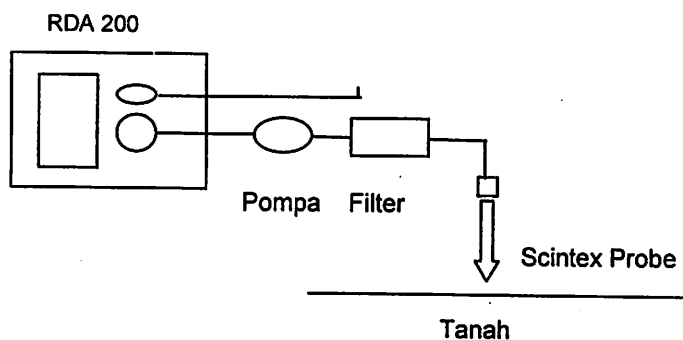 RDA 200
Pompa
Filter
Scintex Probe
Tanah